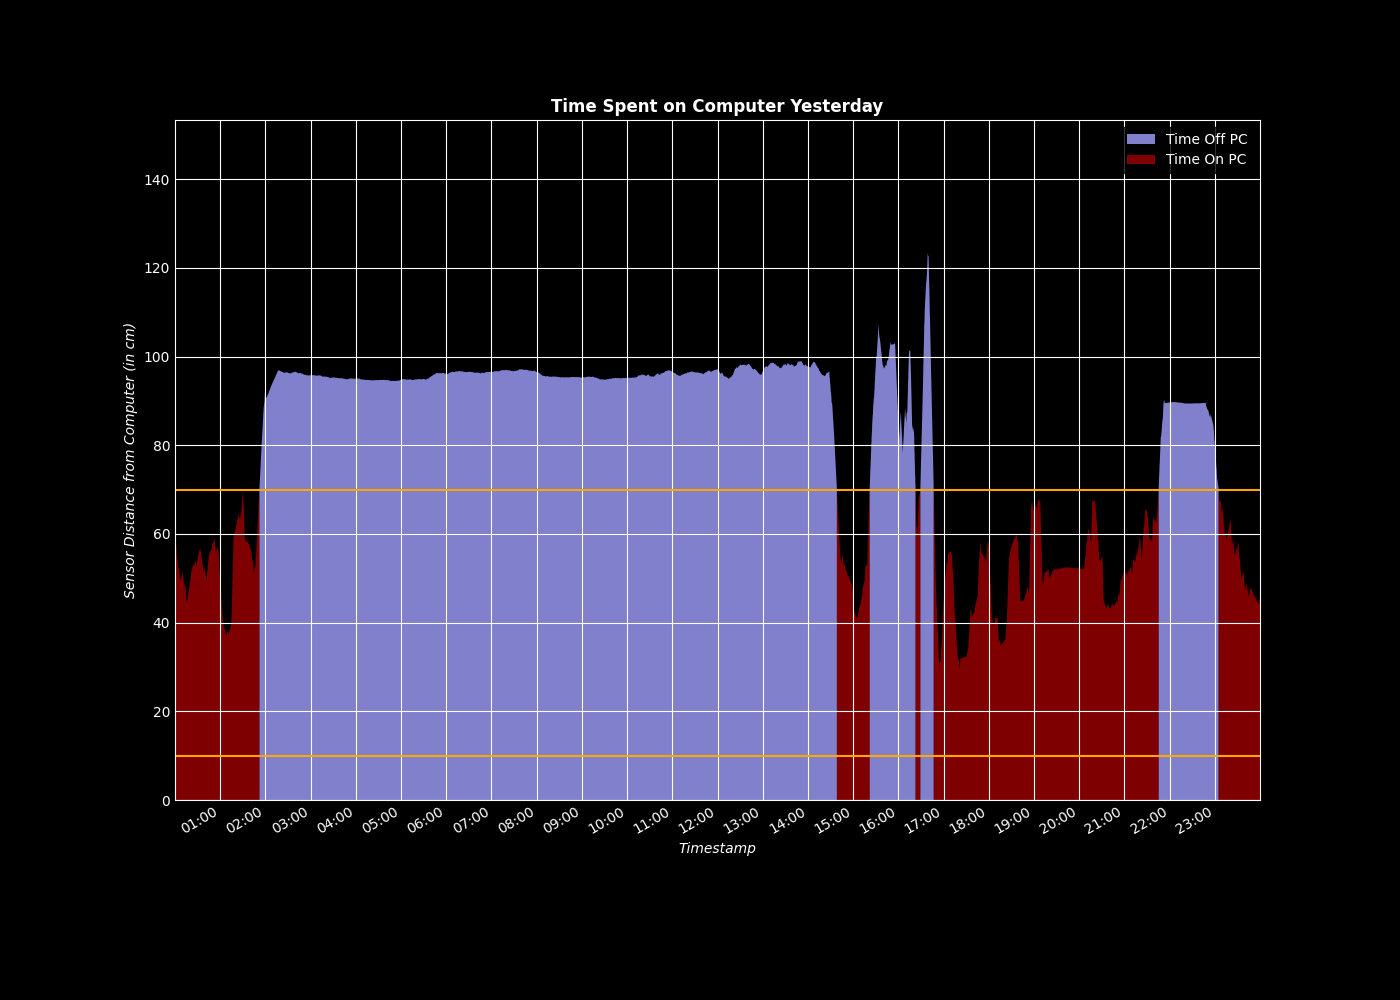 Time Spent on Computer Yesterday
Time Off PC
Time On PC
140
120
100
80
60
40
20
0
Sensor Distance from Computer (in cm)
01:00 02:00 03:00 04:00 05:00 06:00 07:00 08:00 09:00 10:00 11:00 12:00 13:00 14:00 15:00 16:00 17:00 18:00 19:00 20:00 21:00 22:00 23:00
Timestamp